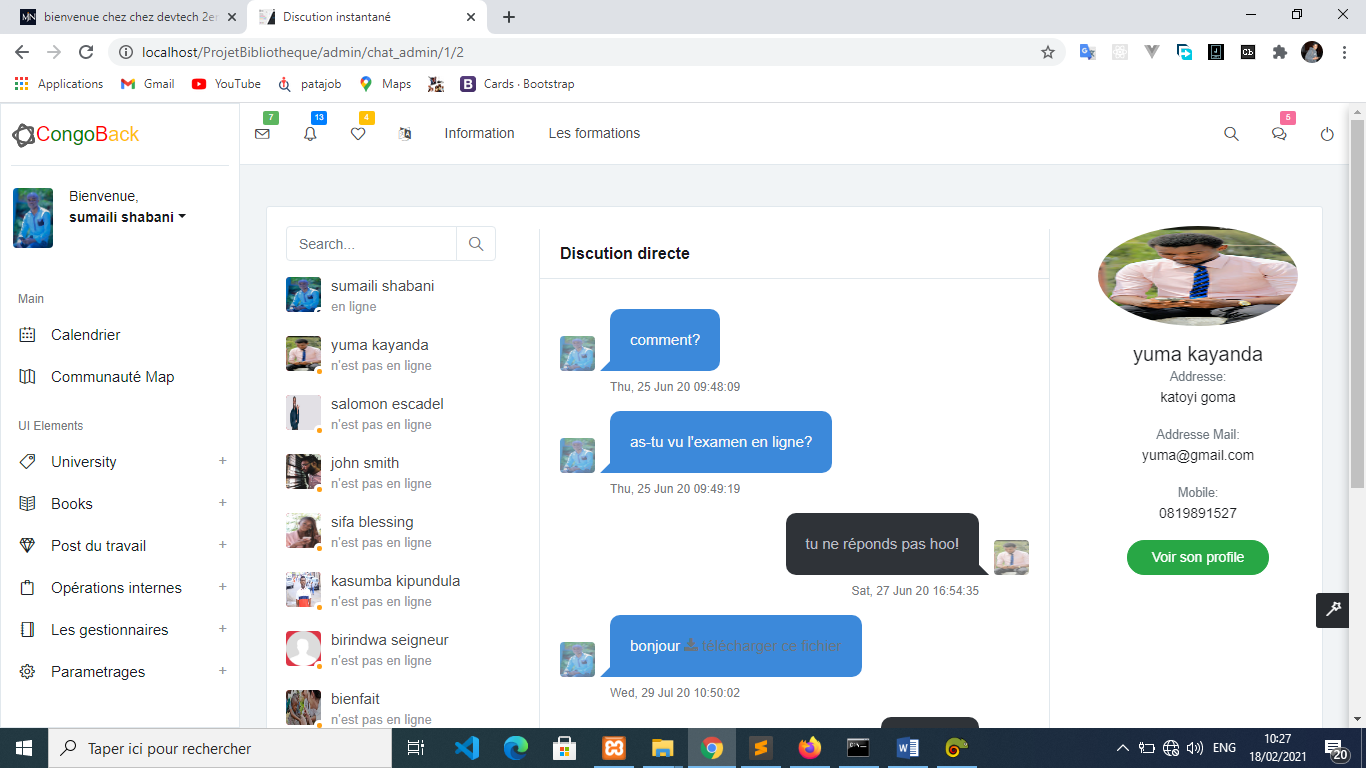 bienvenue chez chez devtech 2er
Discution instantané
localhost/ProjetBibliotheque/admin/chat_admin/1/2
Applications
Gmail
YouTube
patajob
Maps
Cards · Bootstrap
CongoBack
7
13
4
Information
Les formations
5
Bienvenue,
sumaili shabani
Main
Calendrier
Communauté Map
UI Elements
University +
Books +
Post du travail +
Opérations internes +
Les gestionnaires +
Parametrages +
Search...
sumaili shabani
en ligne
yuma kayanda
n'est pas en ligne
salomon escadel
n'est pas en ligne
john smith
n'est pas en ligne
sifa blessing
n'est pas en ligne
kasumba kipundula
n'est pas en ligne
birindwa seigneur
n'est pas en ligne
bienfait
n'est pas en ligne
Discution directe
comment?
Thu, 25 Jun 20 09:48:09
as-tu vu l'examen en ligne?
Thu, 25 Jun 20 09:49:19
tu ne réponds pas hoo!
Sat, 27 Jun 20 16:54:35
bonjour télécharger ce fichier
Wed, 29 Jul 20 10:50:02
yuma kayanda
Addresse:
katoyi goma
Addresse Mail:
yuma@gmail.com
Mobile:
0819891527
Voir son profile
Taper ici pour rechercher
ENG
10:27
18/02/2021
20